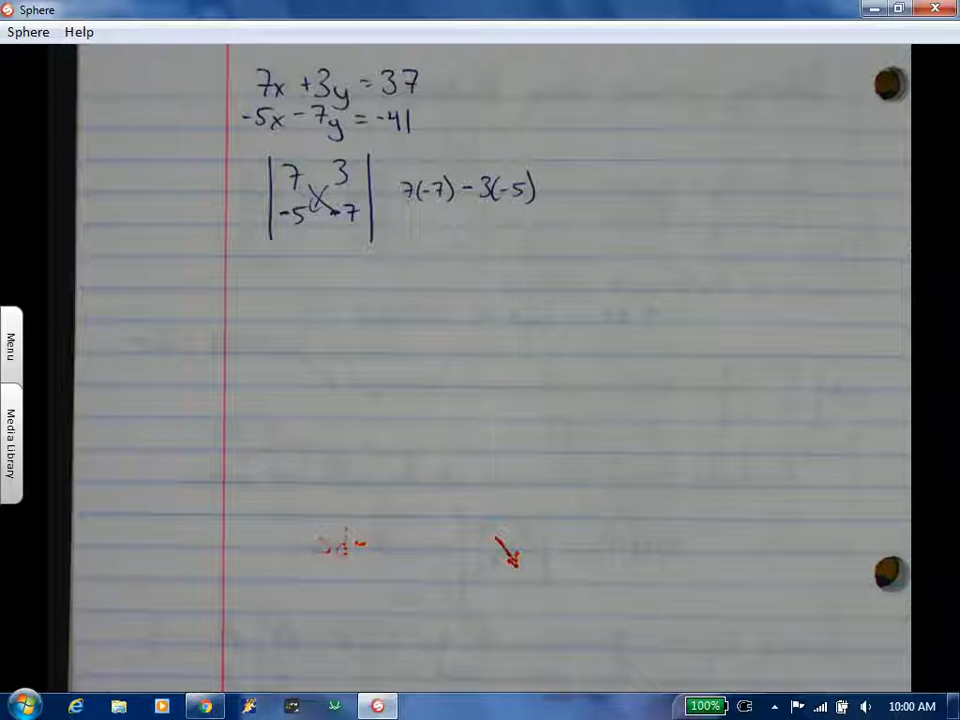 Sphere
Sphere Help
7x + 3y = 37
-5x - 7y = -41
7 3 7(-7) - 3(-5)
-5 -7
Menu
Media Library
100% 10:00 AM